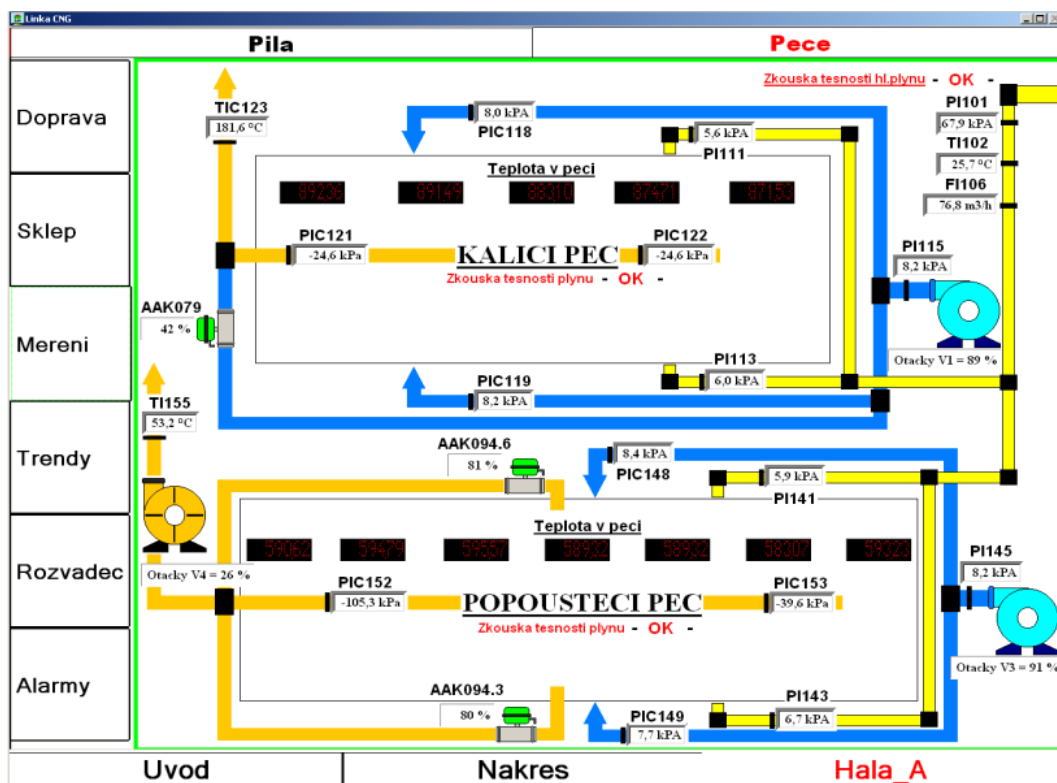 Linka CNG
Pila
Pece
Doprava
Sklep
Mereni
Trendy
Rozvadec
Alarmy
Zkouska tesnosti hl.plynu - OK -
TIC123
181,6 °C
8,0 kPA
PIC118
5,6 kPA
PI111
PI101
67,9 kPA
TI102
25,7 °C
FI106
76,8 m3/h
Teplota v peci
89236
89149
88310
87471
87153
PIC121
-24,6 kPa
KALICI PEC
PIC122
-24,6 kPa
Zkouska tesnosti plynu - OK -
PI115
8,2 kPA
Otacky V1 = 89 %
AAK079
42 %
PI113
6,0 kPA
PIC119
8,2 kPA
TI155
53,2 °C
AAK094.6
81 %
8,4 kPA
PIC148
5,9 kPA
PI141
Teplota v peci
59062
59479
59557
58932
58932
58307
59323
Otacky V4 = 26 %
PIC152
-105,3 kPa
POPOUSTECI PEC
PIC153
-39,6 kPa
Zkouska tesnosti plynu - OK -
PI145
8,2 kPA
Otacky V3 = 91 %
AAK094.3
80 %
PIC149
7,7 kPA
PI143
6,7 kPA
Uvod
Nakres
Hala_A